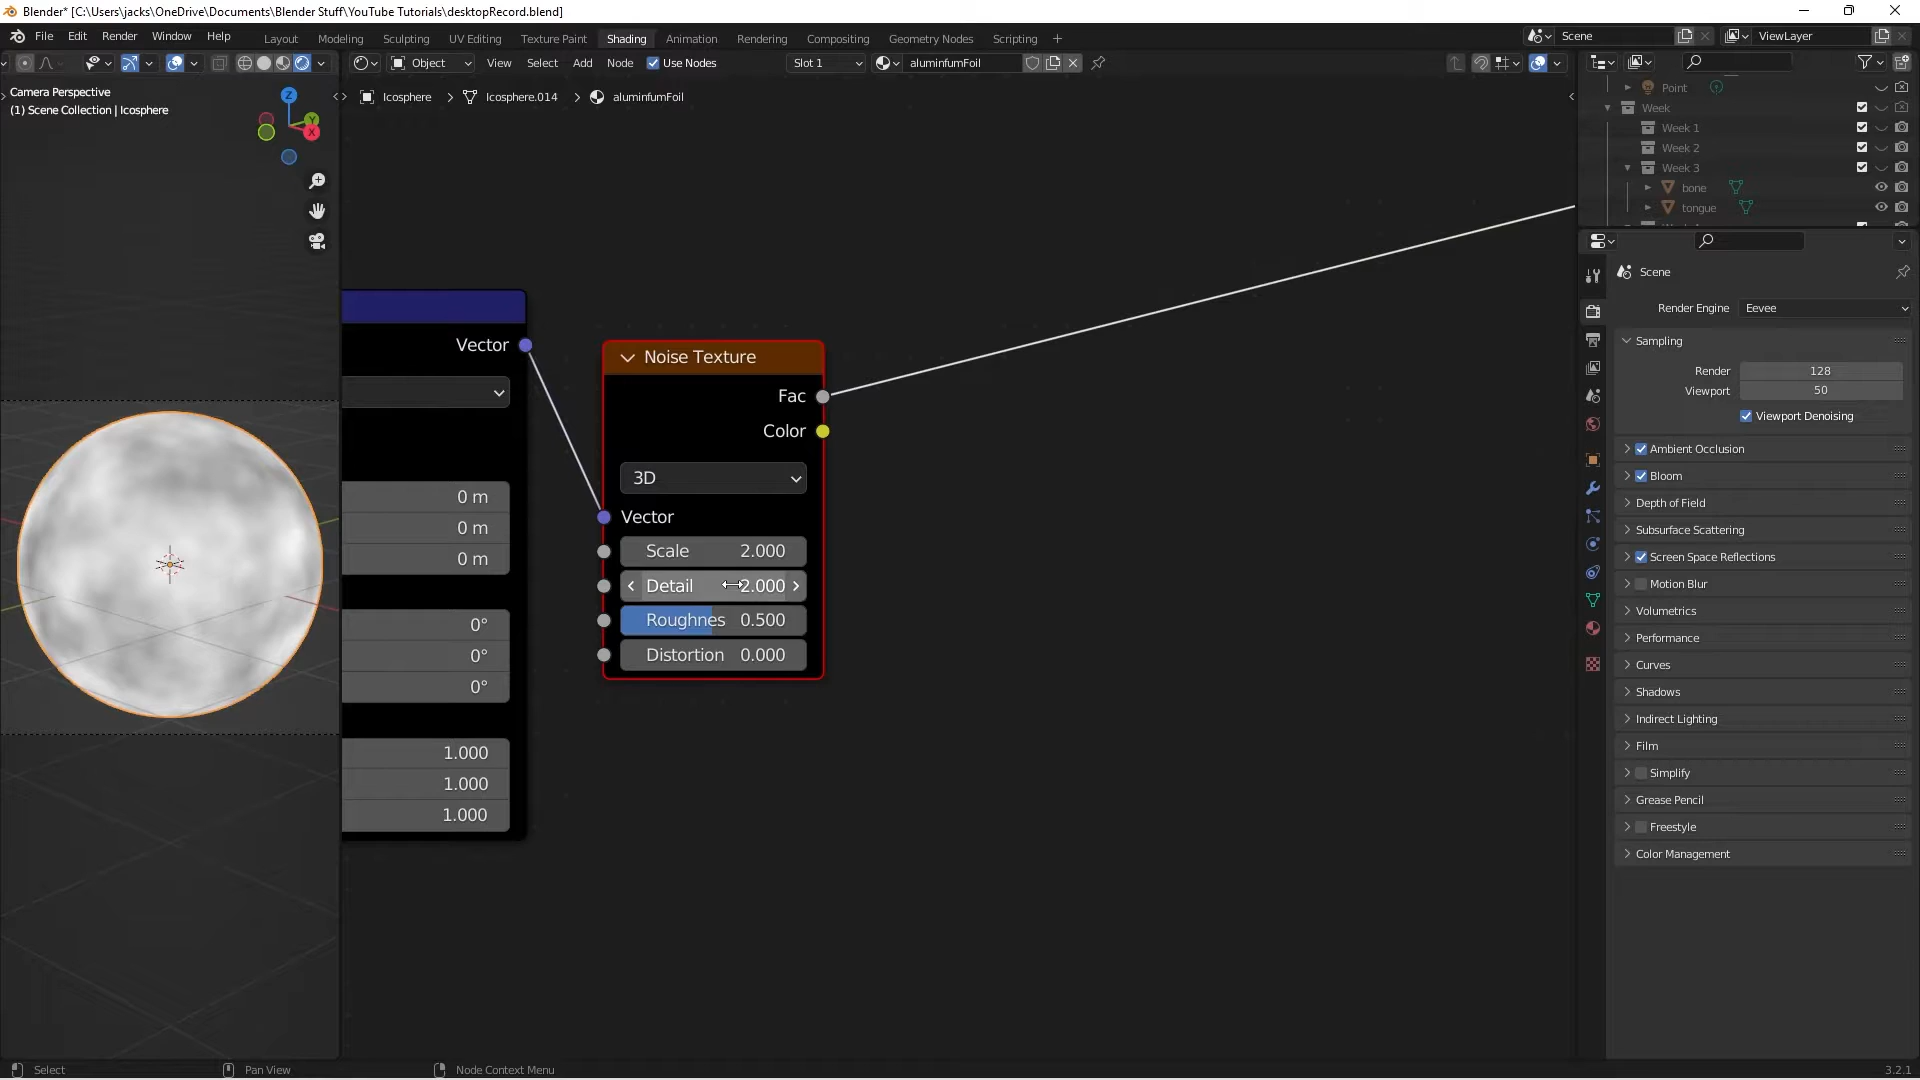 Blender* [C:\Users\jacks\OneDrive\Documents\Blender Stuff\YouTube Tutorials\desktopRecord.blend]
File Edit Render Window Help Layout Modeling Sculpting UV Editing Texture Paint Shading Animation Rendering Compositing Geometry Nodes Scripting + Scene ViewLayer
Object View Select Add Node Use Nodes Slot 1 aluminfumFoil
Camera Perspective
(1) Scene Collection | Icosphere
Icosphere > Icosphere.014 > aluminfumFoil
Z
Y
X
Point
Week
Week 1
Week 2
Week 3
bone
tongue
Vector
0 m
0 m
0 m
0°
0°
0°
1.000
1.000
1.000
Noise Texture
Fac
Color
3D
Vector
Scale 2.000
Detail 2.000
Roughnes 0.500
Distortion 0.000
Scene
Render Engine Eevee
Sampling
Render 128
Viewport 50
Viewport Denoising
Ambient Occlusion
Bloom
Depth of Field
Subsurface Scattering
Screen Space Reflections
Motion Blur
Volumetrics
Performance
Curves
Shadows
Indirect Lighting
Film
Simplify
Grease Pencil
Freestyle
Color Management
Select Pan View Node Context Menu 3.2.1